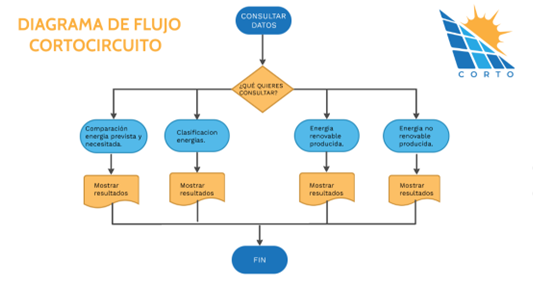 DIAGRAMA DE FLUJO
CORTOCIRCUITO
CONSULTAR
DATOS
CORTO
¿QUÉ QUIERES
CONSULTAR?
Comparación
energía prevista y
necesitada.
Clasificacion
energías.
Energía
renovable
producida.
Energia no
renovable
producida.
Mostrar
resultados
Mostrar
resultados
Mostrar
resultados
Mostrar
resultados
FIN